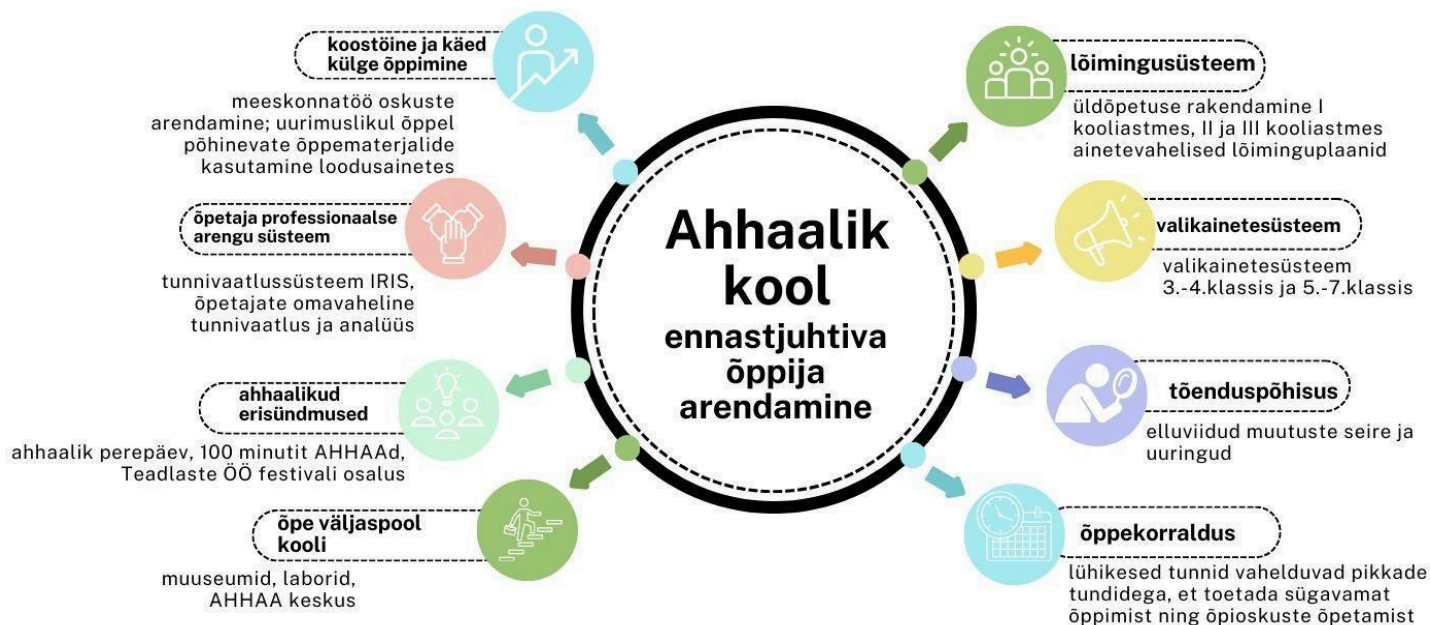 koostöine ja käed
külge õppimine
meeskonnatöö oskuste
arendamine; uurimuslikul õppel
põhinevate õppematerjalide
kasutamine loodusainetes
õpetaja professionaalse
arengu süsteem
tunnivaatlussüsteem IRIS,
õpetajate omavaheline
tunnivaatlus ja analüüs
ahhaalikud
erisündmused
ahhaalik perepäev, 100 minutit AHHAAd,
Teadlaste ÖÖ festivali osalus
õpe väljaspool
kooli
muuseumid, laborid,
AHHAA keskus
Ahhaalik
kool
ennastjuhtiva
õppija
arendamine
lõimingusüsteem
üldõpetuse rakendamine I
kooliastmes, II ja III kooliastmes
ainetevahelised lõiminguplaanid
valikainetesüsteem
valikainetesüsteem
3.-4.klassis ja 5.-7.klassis
tõenduspõhisus
elluviidud muutuste seire ja
uuringud
õppekorraldus
lühikesed tunnid vahelduvad pikkade
tundidega, et toetada sügavamat
õppimist ning õpioskuste õpetamist